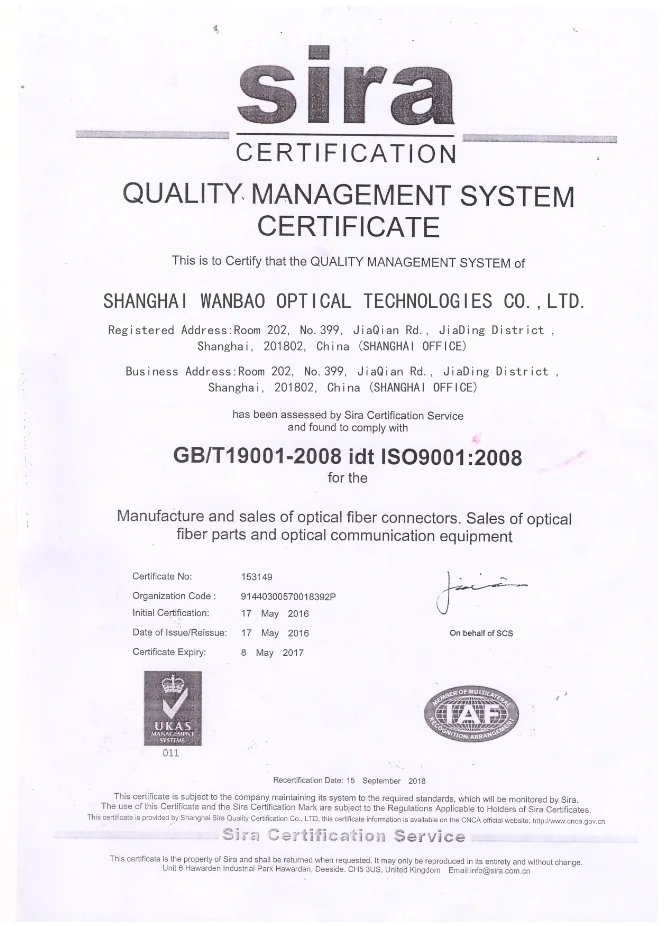 sira
CERTIFICATION
QUALITY MANAGEMENT SYSTEM
CERTIFICATE
This is to Certify that the QUALITY MANAGEMENT SYSTEM of
SHANGHAI WANBAO OPTICAL TECHNOLOGIES CO.,LTD.
Registered Address:Room 202, No.399, JiaQian Rd., JiaDing District ,
Shanghai, 201802, China (SHANGHAI OFFICE)
Business Address:Room 202, No.399, JiaQian Rd., JiaDing District ,
Shanghai, 201802, China (SHANGHAI OFFICE)
has been assessed by Sira Certification Service
and found to comply with
GB/T19001-2008 idt ISO9001:2008
for the
Manufacture and sales of optical fiber connectors. Sales of optical
fiber parts and optical communication equipment
Certificate No: 153149
Organization Code : 91440300570018392P
Initial Certification: 17 May 2016
Date of Issue/Reissue: 17 May 2016
Certificate Expiry: 8 May 2017
On behalf of SCS
UKAS
MANAGEMENT
SYSTEMS
011
MEMBER OF MULTILATERAL
IAF
RECOGNITION ARRANGEMENT
Recertification Date: 15 September 2018
This certificate is subject to the company maintaining its system to the required standards, which will be monitored by Sira.
The use of this Certificate and the Sira Certification Mark are subject to the Regulations Applicable to Holders of Sira Certificates.
This certificate is provided by Shanghai Sira Quality Certification Co., LTD, this certificate information is available on the CNCA official website: http://www.cnca.gov.cn
Sira Certification Service
This certificate is the property of Sira and shall be returned when requested. It may only be reproduced in its entirety and without change.
Unit 6 Hawarden Industrial Park Hawarden, Deeside. CH5 3US, United Kingdom Email:info@sira.com.cn